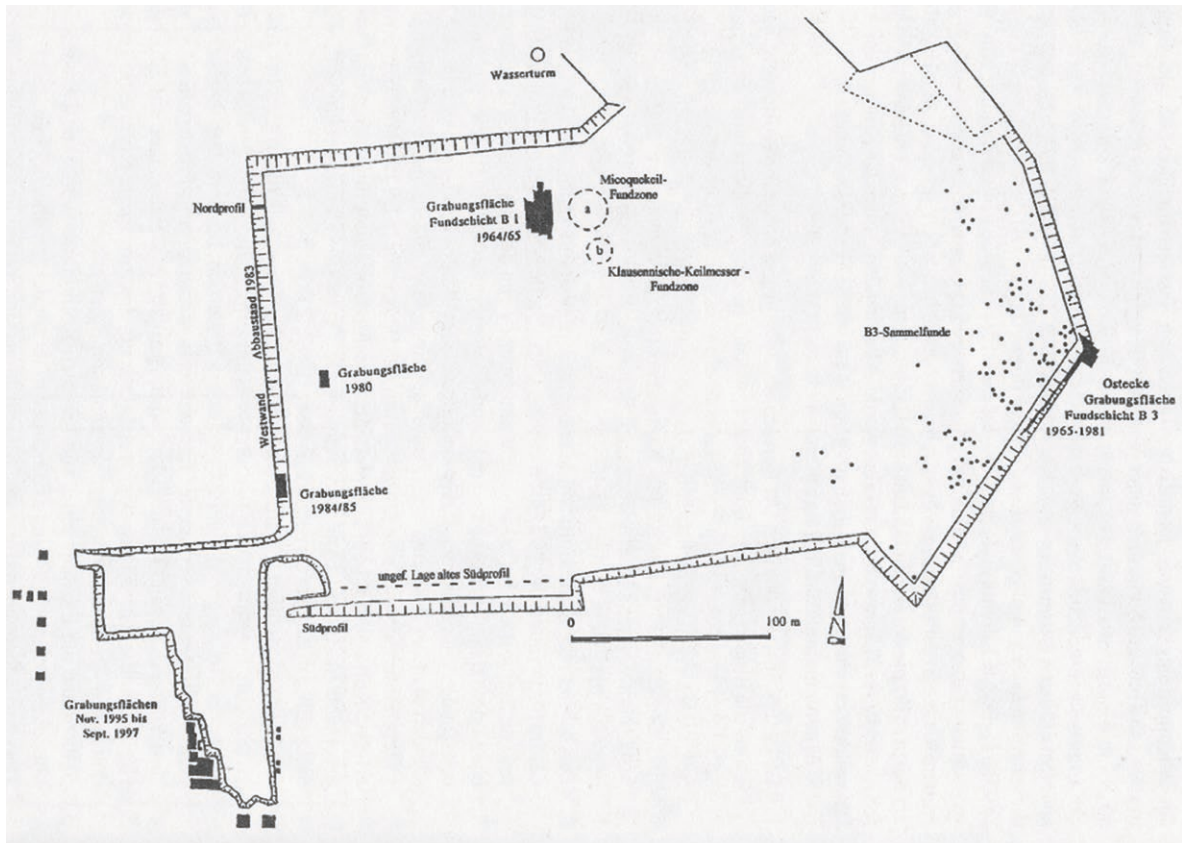 Wasserturm
Micoquekeil-
Fundzone
Nordprofil
Grabungsfläche
Fundschicht B 1
1964/65
a
b
Klausennische-Keilmesser -
Fundzone
Abbaustand 1983
B3-Sammelfunde
Grabungsfläche
1980
Ostecke
Grabungsfläche
Fundschicht B 3
1965-1981
Westwand
Grabungsfläche
1984/85
ungef. Lage altes Südprofil
Südprofil
0
100 m
N
Grabungsflächen
Nov. 1995 bis
Sept. 1997